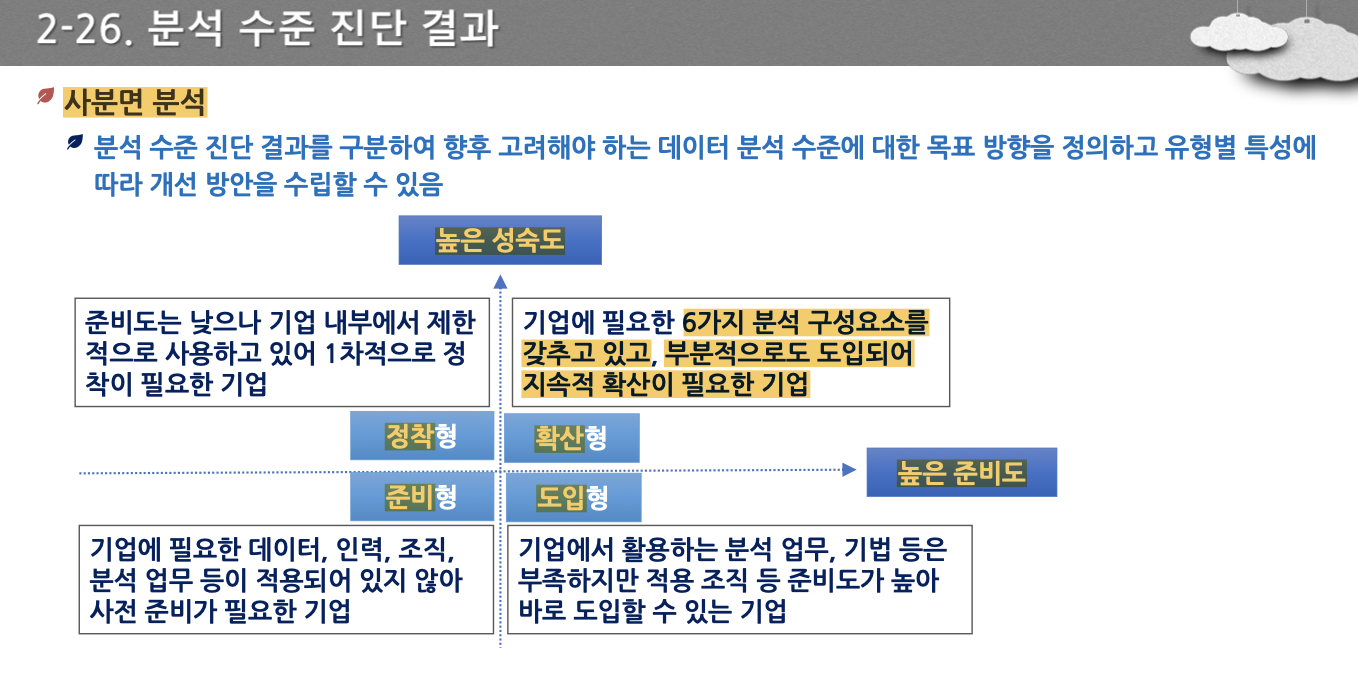 2-26. 분석 수준 진단 결과
사분면 분석
분석 수준 진단 결과를 구분하여 향후 고려해야 하는 데이터 분석 수준에 대한 목표 방향을 정의하고 유형별 특성에
따라 개선 방안을 수립할 수 있음
높은 성숙도
준비도는 낮으나 기업 내부에서 제한
적으로 사용하고 있어 1차적으로 정
착이 필요한 기업
기업에 필요한 6가지 분석 구성요소를
갖추고 있고, 부분적으로도 도입되어
지속적 확산이 필요한 기업
정착형
확산형
높은 준비도
준비형
도입형
기업에 필요한 데이터, 인력, 조직,
분석 업무 등이 적용되어 있지 않아
사전 준비가 필요한 기업
기업에서 활용하는 분석 업무, 기법 등은
부족하지만 적용 조직 등 준비도가 높아
바로 도입할 수 있는 기업